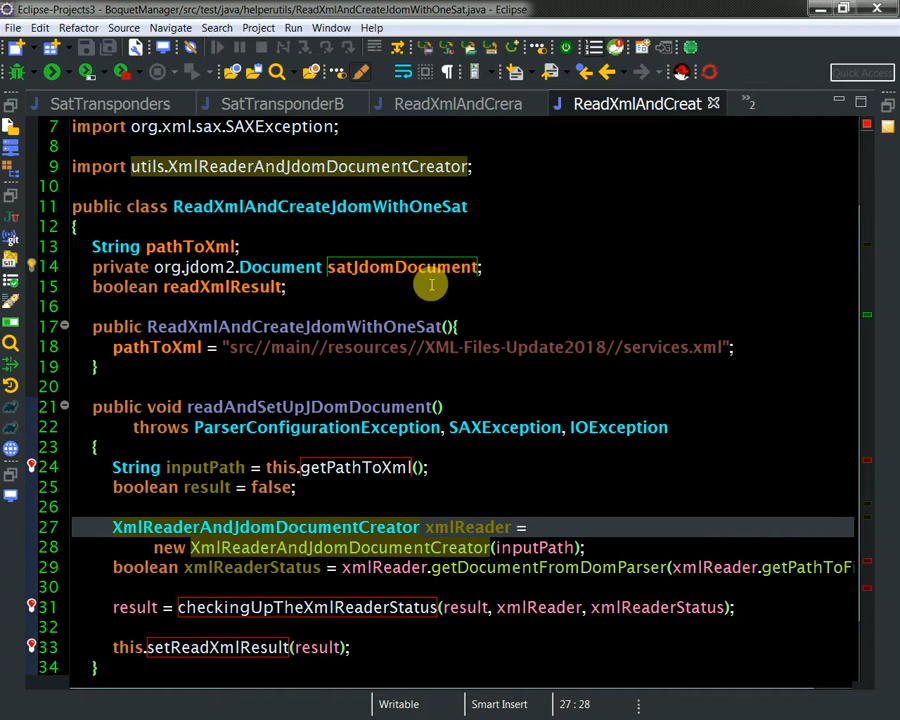 Eclipse-Projects3 - BoquetManager/src/test/java/helperutils/ReadXmlAndCreateJdomWithOneSat.java - Eclipse
File Edit Refactor Source Navigate Search Project Run Window Help
Quick Access
SatTransponders SatTransponderB ReadXmlAndCrera ReadXmlAndCreat »2
7 import org.xml.sax.SAXException;
8
9 import utils.XmlReaderAndJdomDocumentCreator;
10
11 public class ReadXmlAndCreateJdomWithOneSat
12 {
13 String pathToXml;
14 private org.jdom2.Document satJdomDocument;
15 boolean readXmlResult;
16
17 public ReadXmlAndCreateJdomWithOneSat(){
18 pathToXml = "src//main//resources//XML-Files-Update2018//services.xml";
19 }
20
21 public void readAndSetUpJDomDocument()
22 throws ParserConfigurationException, SAXException, IOException
23 {
24 String inputPath = this.getPathToXml();
25 boolean result = false;
26
27 XmlReaderAndJdomDocumentCreator xmlReader =
28 new XmlReaderAndJdomDocumentCreator(inputPath);
29 boolean xmlReaderStatus = xmlReader.getDocumentFromDomParser(xmlReader.getPathToFi
30
31 result = checkingUpTheXmlReaderStatus(result, xmlReader, xmlReaderStatus);
32
33 this.setReadXmlResult(result);
34 }
Writable Smart Insert 27 : 28